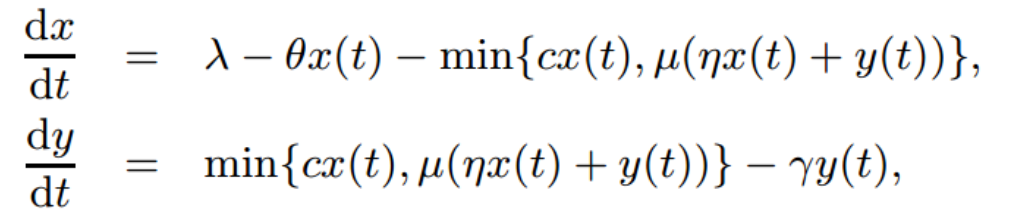 dx/dt = λ − θx(t) − min{cx(t), μ(ηx(t) + y(t))},
dy/dt = min{cx(t), μ(ηx(t) + y(t))} − γy(t),